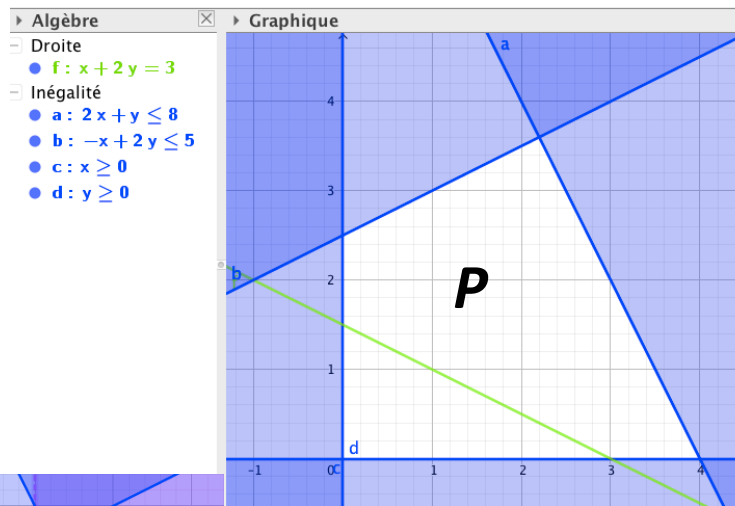 Algèbre
Droite
f : x + 2 y = 3
Inégalité
a : 2 x + y ≤ 8
b : −x + 2 y ≤ 5
c : x ≥ 0
d : y ≥ 0
Graphique
a
4
3
b
2
P
1
d
-1 0 c 1 2 3 4